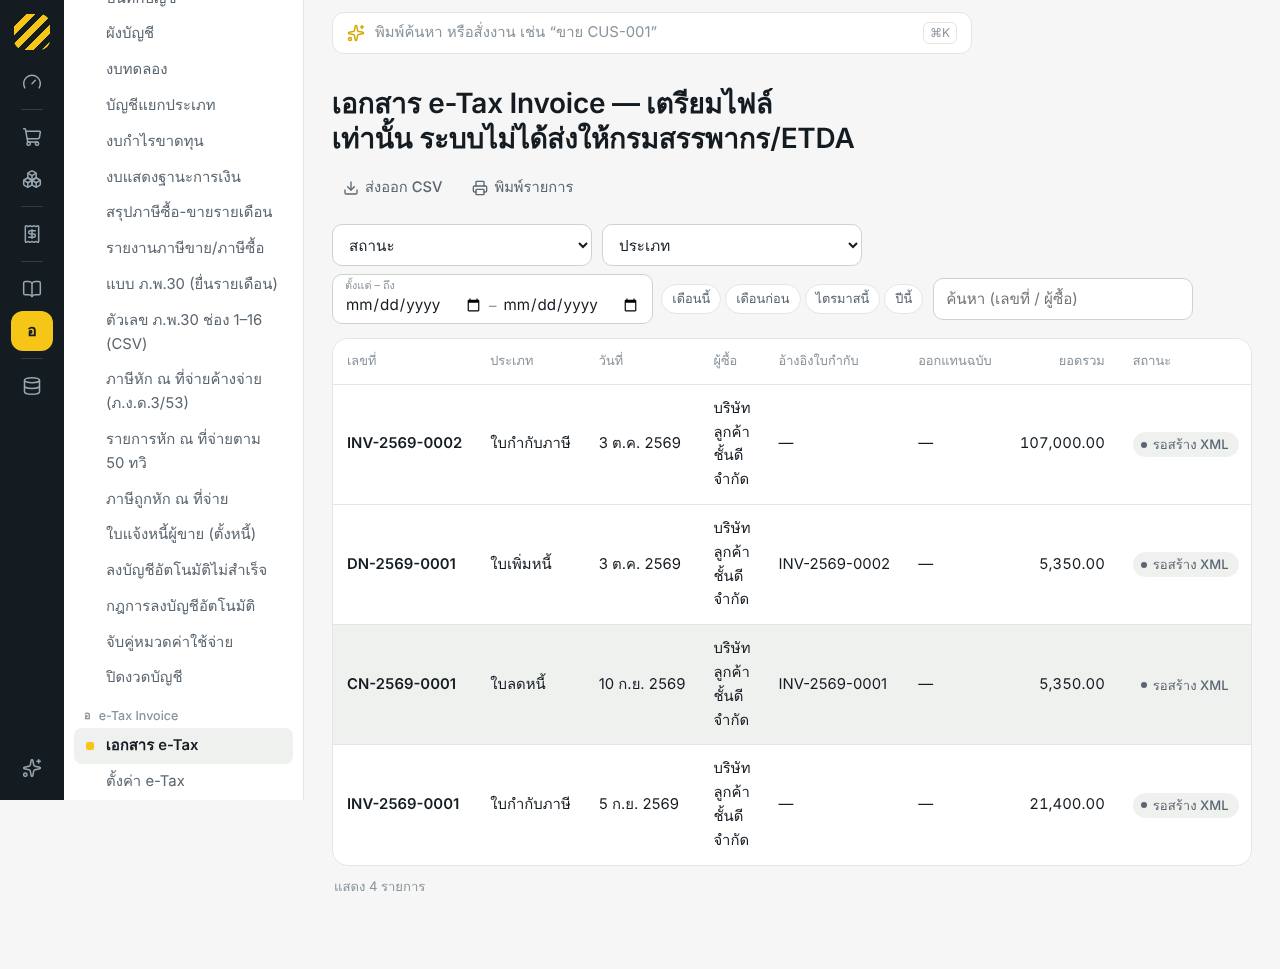 ผังบัญชี
งบทดลอง
บัญชีแยกประเภท
งบกำไรขาดทุน
งบแสดงฐานะการเงิน
สรุปภาษีซื้อ-ขายรายเดือน
รายงานภาษีขาย/ภาษีซื้อ
แบบ ภ.พ.30 (ยื่นรายเดือน)
ตัวเลข ภ.พ.30 ช่อง 1–16
(CSV)
ภาษีหัก ณ ที่จ่ายค้างจ่าย
(ภ.ง.ด.3/53)
รายการหัก ณ ที่จ่ายตาม
50 ทวิ
ภาษีถูกหัก ณ ที่จ่าย
ใบแจ้งหนี้ผู้ขาย (ตั้งหนี้)
ลงบัญชีอัตโนมัติไม่สำเร็จ
กฎการลงบัญชีอัตโนมัติ
จับคู่หมวดค่าใช้จ่าย
ปิดงวดบัญชี
อ e-Tax Invoice
เอกสาร e-Tax
ตั้งค่า e-Tax
อ
พิมพ์ค้นหา หรือสั่งงาน เช่น “ขาย CUS-001” ⌘K
เอกสาร e-Tax Invoice — เตรียมไฟล์
เท่านั้น ระบบไม่ได้ส่งให้กรมสรรพากร/ETDA
ส่งออก CSV พิมพ์รายการ
สถานะ ประเภท
ตั้งแต่ – ถึง
mm/dd/yyyy – mm/dd/yyyy เดือนนี้ เดือนก่อน ไตรมาสนี้ ปีนี้ ค้นหา (เลขที่ / ผู้ซื้อ)
เลขที่ ประเภท วันที่ ผู้ซื้อ อ้างอิงใบกำกับ ออกแทนฉบับ ยอดรวม สถานะ
INV-2569-0002 ใบกำกับภาษี 3 ต.ค. 2569 บริษัท
ลูกค้า
ชั้นดี
จำกัด — — 107,000.00 รอสร้าง XML
DN-2569-0001 ใบเพิ่มหนี้ 3 ต.ค. 2569 บริษัท
ลูกค้า
ชั้นดี
จำกัด INV-2569-0002 — 5,350.00 รอสร้าง XML
CN-2569-0001 ใบลดหนี้ 10 ก.ย. 2569 บริษัท
ลูกค้า
ชั้นดี
จำกัด INV-2569-0001 — 5,350.00 รอสร้าง XML
INV-2569-0001 ใบกำกับภาษี 5 ก.ย. 2569 บริษัท
ลูกค้า
ชั้นดี
จำกัด — — 21,400.00 รอสร้าง XML
แสดง 4 รายการ